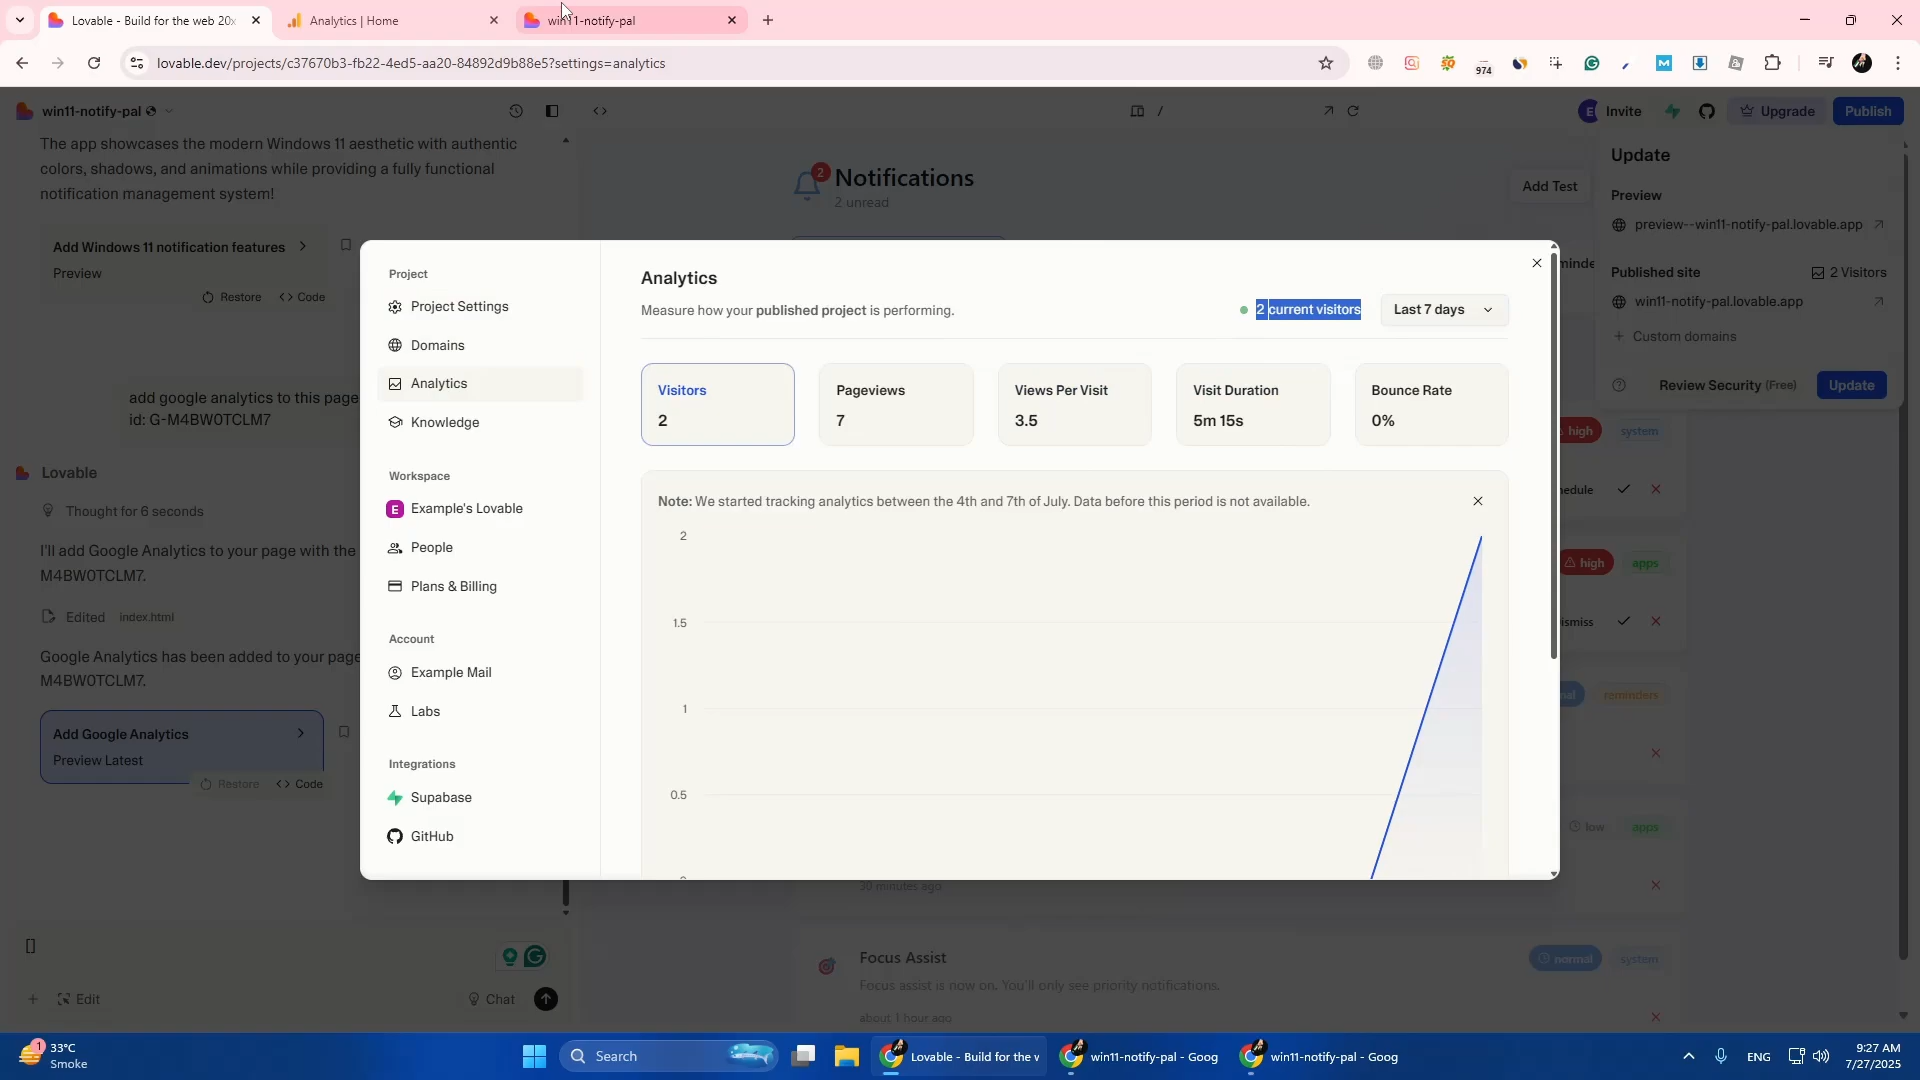 Lovable - Build for the web 20x
Analytics | Home
win11-notify-pal
lovable.dev/projects/c37670b3-fb22-4ed5-aa20-84892d9b88e5?settings=analytics
974
win11-notify-pal
/
E Invite
Upgrade
Publish
The app showcases the modern Windows 11 aesthetic with authentic
colors, shadows, and animations while providing a fully functional
notification management system!
Add Windows 11 notification features
Preview
Restore
Code
add google analytics to this page
id: G-M4BW0TCLM7
Lovable
Thought for 6 seconds
I'll add Google Analytics to your page with the
M4BW0TCLM7.
Edited index.html
Google Analytics has been added to your page
M4BW0TCLM7.
Add Google Analytics
Preview Latest
Restore
Code
[]
Edit
Chat
2
Notifications
2 unread
Add Test
Update
Preview
preview--win11-notify-pal.lovable.app
Published site
2 Visitors
win11-notify-pal.lovable.app
Custom domains
Review Security (Free)
Update
Project
Project Settings
Domains
Analytics
Knowledge
Workspace
E Example's Lovable
People
Plans & Billing
Account
Example Mail
Labs
Integrations
Supabase
GitHub
Analytics
Measure how your published project is performing.
2 current visitors
Last 7 days
Visitors
2
Pageviews
7
Views Per Visit
3.5
Visit Duration
5m 15s
Bounce Rate
0%
Note: We started tracking analytics between the 4th and 7th of July. Data before this period is not available.
2
1.5
1
0.5
high
system
high
apps
reminders
low
apps
30 minutes ago
Focus Assist
normal
system
Focus assist is now on. You'll only see priority notifications.
about 1 hour ago
1
33°C
Smoke
Search
Lovable - Build for the w
win11-notify-pal - Goog
win11-notify-pal - Goog
ENG
9:27 AM
7/27/2025